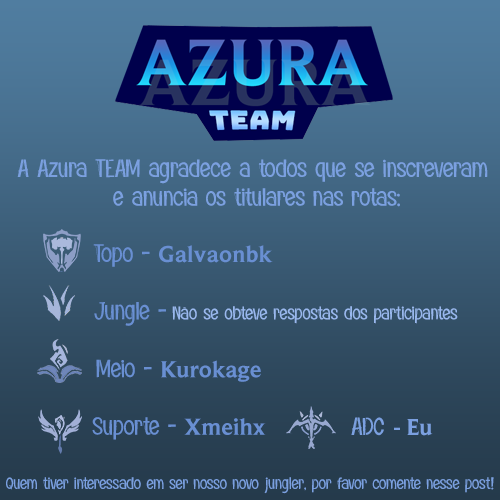 AZURA
TEAM
A Azura TEAM agradece a todos que se inscreveram
e anuncia os titulares nas rotas:
Topo - Galvaonbk
Jungle - Não se obteve respostas dos participantes
Meio - Kurokage
Suporte - Xmeihx ADC - Eu
Quem tiver interessado em ser nosso novo jungler, por favor comente nesse post!